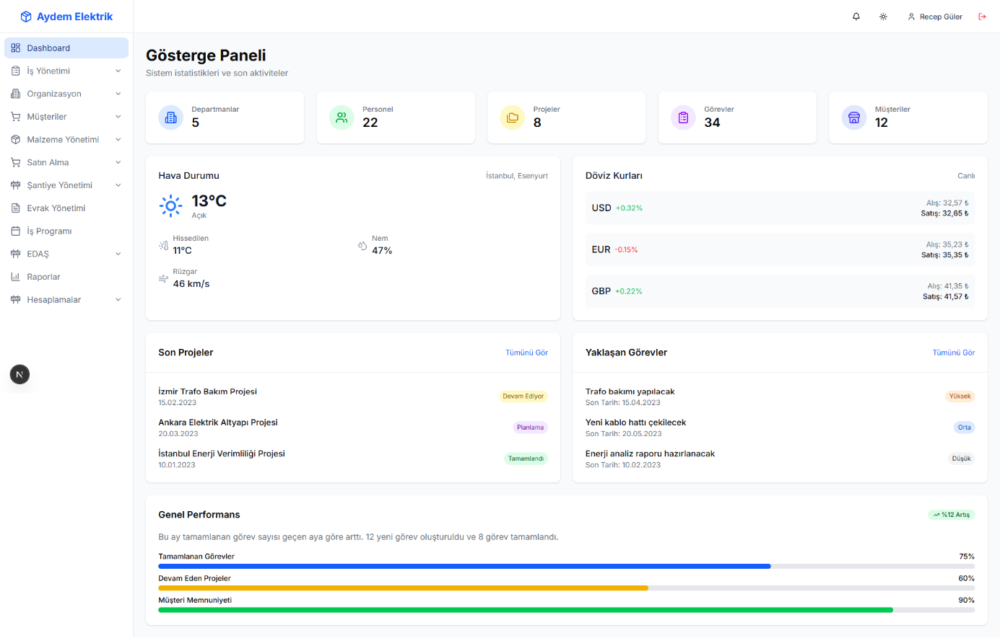 Aydem Elektrik
Recep Güler
Dashboard
İş Yönetimi
Organizasyon
Müşteriler
Malzeme Yönetimi
Satın Alma
Şantiye Yönetimi
Evrak Yönetimi
İş Programı
EDAŞ
Raporlar
Hesaplamalar
N
Gösterge Paneli
Sistem istatistikleri ve son aktiviteler
Departmanlar
5
Personel
22
Projeler
8
Görevler
34
Müşteriler
12
Hava Durumu
İstanbul, Esenyurt
13°C
Açık
Hissedilen
11°C
Nem
47%
Rüzgar
46 km/s
Döviz Kurları
Canlı
USD +0.32%
Alış: 32,57 ₺
Satış: 32,65 ₺
EUR -0.15%
Alış: 35,23 ₺
Satış: 35,35 ₺
GBP +0.22%
Alış: 41,35 ₺
Satış: 41,57 ₺
Son Projeler
Tümünü Gör
İzmir Trafo Bakım Projesi
15.02.2023
Devam Ediyor
Ankara Elektrik Altyapı Projesi
20.03.2023
Planlama
İstanbul Enerji Verimliliği Projesi
10.01.2023
Tamamlandı
Yaklaşan Görevler
Tümünü Gör
Trafo bakımı yapılacak
Son Tarih: 15.04.2023
Yüksek
Yeni kablo hattı çekilecek
Son Tarih: 20.05.2023
Orta
Enerji analiz raporu hazırlanacak
Son Tarih: 10.02.2023
Düşük
Genel Performans
%12 Artış
Bu ay tamamlanan görev sayısı geçen aya göre arttı. 12 yeni görev oluşturuldu ve 8 görev tamamlandı.
Tamamlanan Görevler
75%
Devam Eden Projeler
60%
Müşteri Memnuniyeti
90%